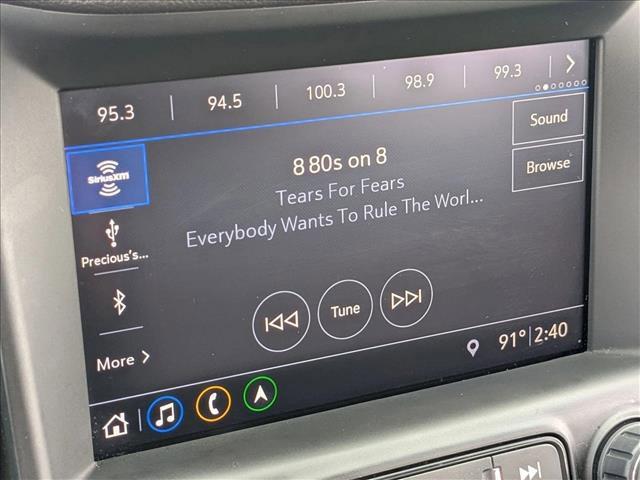 95.3 94.5 100.3 98.9 99.3
SiriusXM
8 80s on 8
Sound
Tears For Fears
Browse
Everybody Wants To Rule The Worl...
Precious's...
Tune
More
91° 2:40